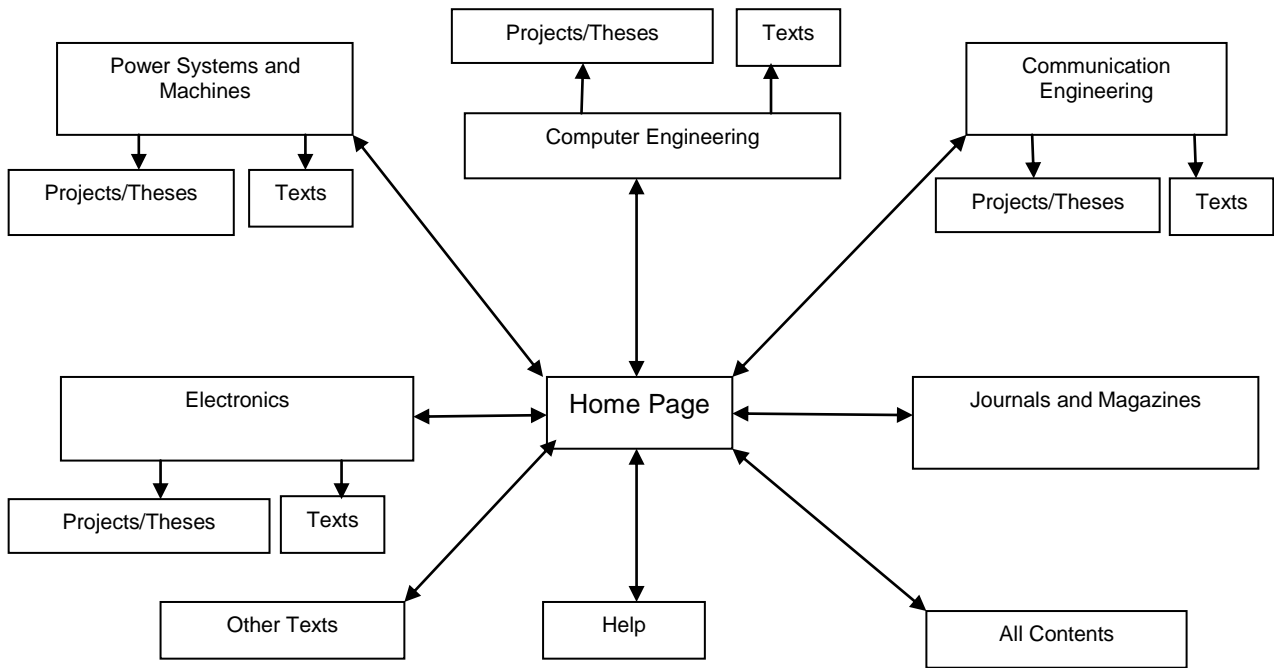 Projects/Theses
Texts
Power Systems and
Machines
Communication
Engineering
Computer Engineering
Projects/Theses
Texts
Projects/Theses
Texts
Electronics
Home Page
Journals and Magazines
Projects/Theses
Texts
Other Texts
Help
All Contents